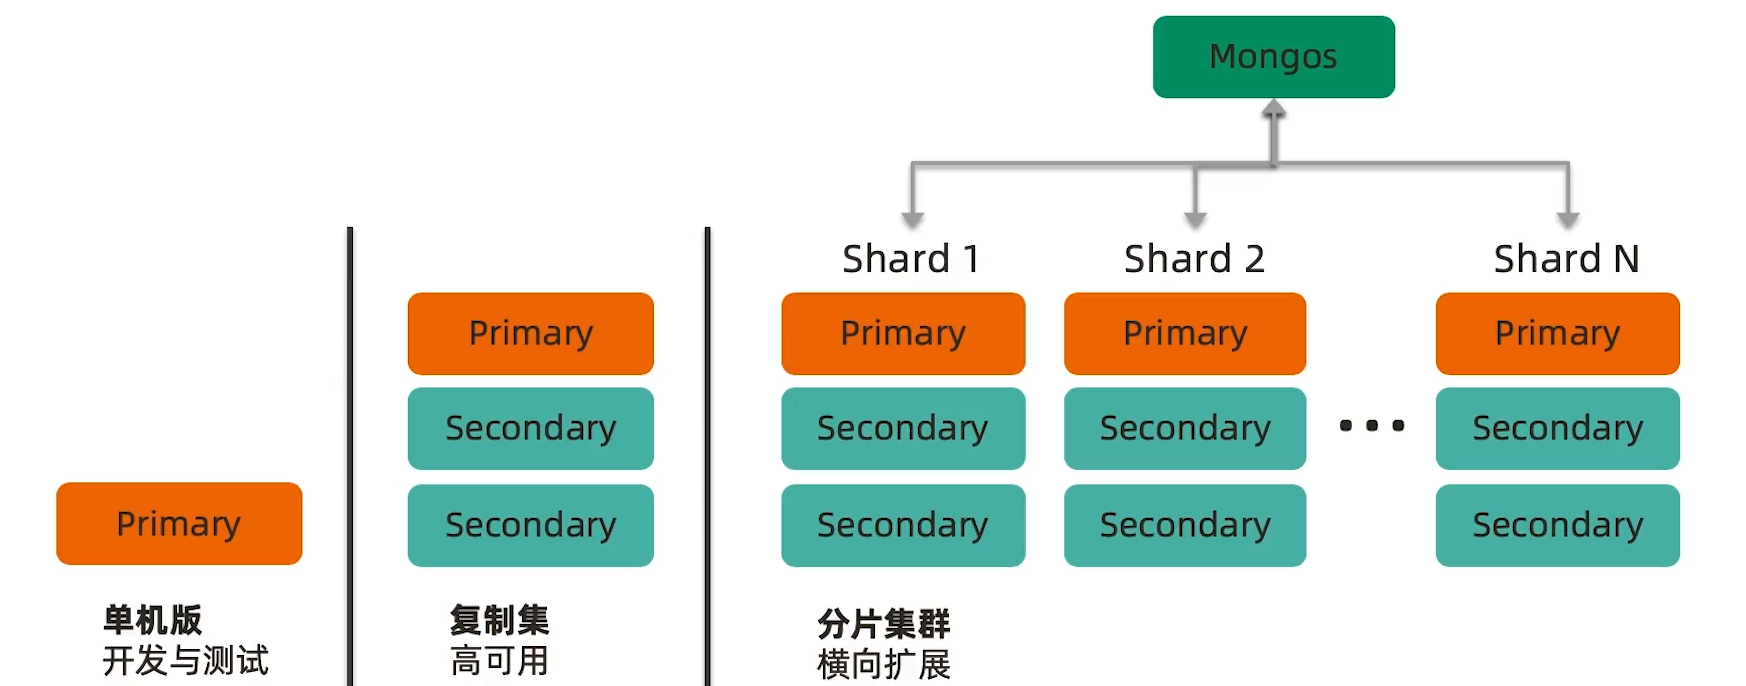 Mongos
Shard 1
Shard 2
Shard N
Primary
Primary
Primary
Primary
Secondary
Secondary
Secondary
Secondary
Primary
Secondary
Secondary
Secondary
Secondary
单机版
开发与测试
复制集
高可用
分片集群
横向扩展